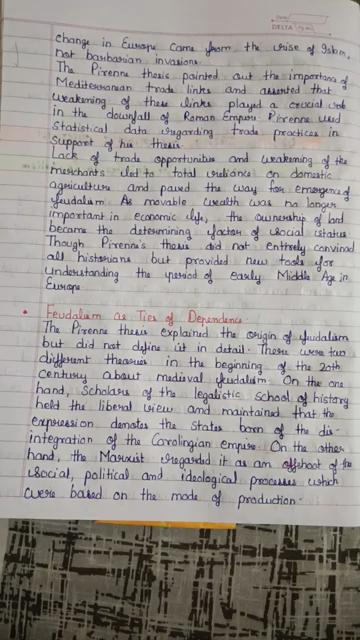 DELTA
change in Europe came from the rise of Islam,
not barbarian invasions.
The Pirenne thesis pointed out the importance of
Mediterranean trade links and asserted that
weakening of these links played a crucial role
in the downfall of Roman Empire. Pirenne used
statistical data regarding trade practices in
support of his thesis.
Lack of trade opportunities and weakening of the
merchants led to total reliance on domestic
agriculture and paved the way for emergence of
feudalism. As movable wealth was no longer
important in economic life, the ownership of land
became the determining factor of social status.
Though Pirenne's thesis did not entirely convinced
all historians but provided new tools for
understanding the period of early Middle Age in
Europe
• Feudalism as Ties of Dependence
The Pirenne thesis explained the origin of feudalism
but did not define it in detail. There were two
different theories in the beginning of the 20th
century about medieval feudalism. On the one
hand, scholars of the legalistic school of history
held the liberal view and maintained that the
expression denotes the states born of the dis-
integration of the Carolingian empire. On the other
hand, the Marxist regarded it as an offshoot of the
social, political and ideological processes which
were based on the mode of production.